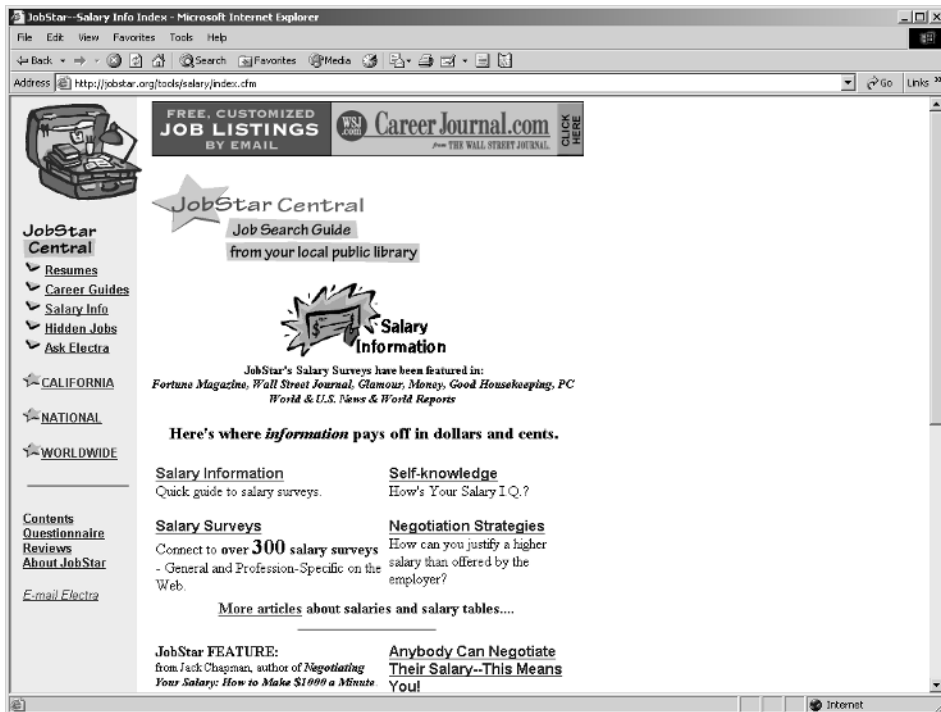 JobStar--Salary Info Index - Microsoft Internet Explorer
File Edit View Favorites Tools Help
Back Search Favorites Media
Address http://jobstar.org/tools/salary/index.cfm Go Links
FREE, CUSTOMIZED
JOB LISTINGS
BY EMAIL
WSJ
.com
CareerJournal.com
from THE WALL STREET JOURNAL.
CLICK
HERE
JobStar Central
Job Search Guide
from your local public library
JobStar
Central
Resumes
Career Guides
Salary Info
Hidden Jobs
Ask Electra
CALIFORNIA
NATIONAL
WORLDWIDE
Contents
Questionnaire
Reviews
About JobStar
E-mail Electra
Salary
Information
JobStar's Salary Surveys have been featured in:
Fortune Magazine, Wall Street Journal, Glamour, Money, Good Housekeeping, PC
World & U.S. News & World Reports
Here's where information pays off in dollars and cents.
Salary Information
Quick guide to salary surveys.
Self-knowledge
How's Your Salary I.Q.?
Salary Surveys
Connect to over 300 salary surveys
- General and Profession-Specific on the
Web.
Negotiation Strategies
How can you justify a higher
salary than offered by the
employer?
More articles about salaries and salary tables....
JobStar FEATURE:
from Jack Chapman, author of Negotiating
Your Salary: How to Make $1000 a Minute.
Anybody Can Negotiate
Their Salary--This Means
You!
Internet